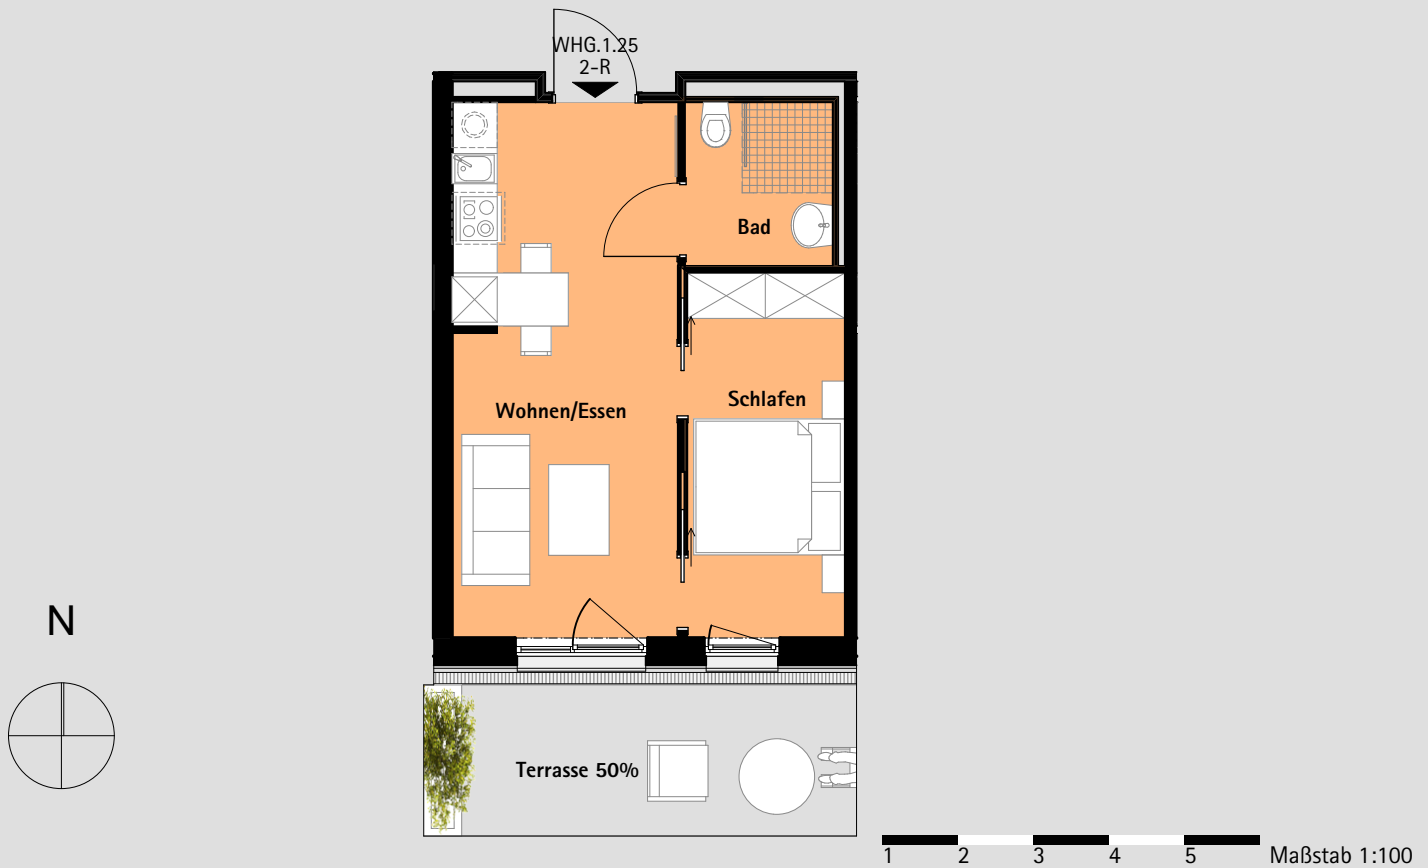 WHG.1.25
2-R
Bad
Schlafen
Wohnen/Essen
N
Terrasse 50%
1 2 3 4 5 Maßstab 1:100